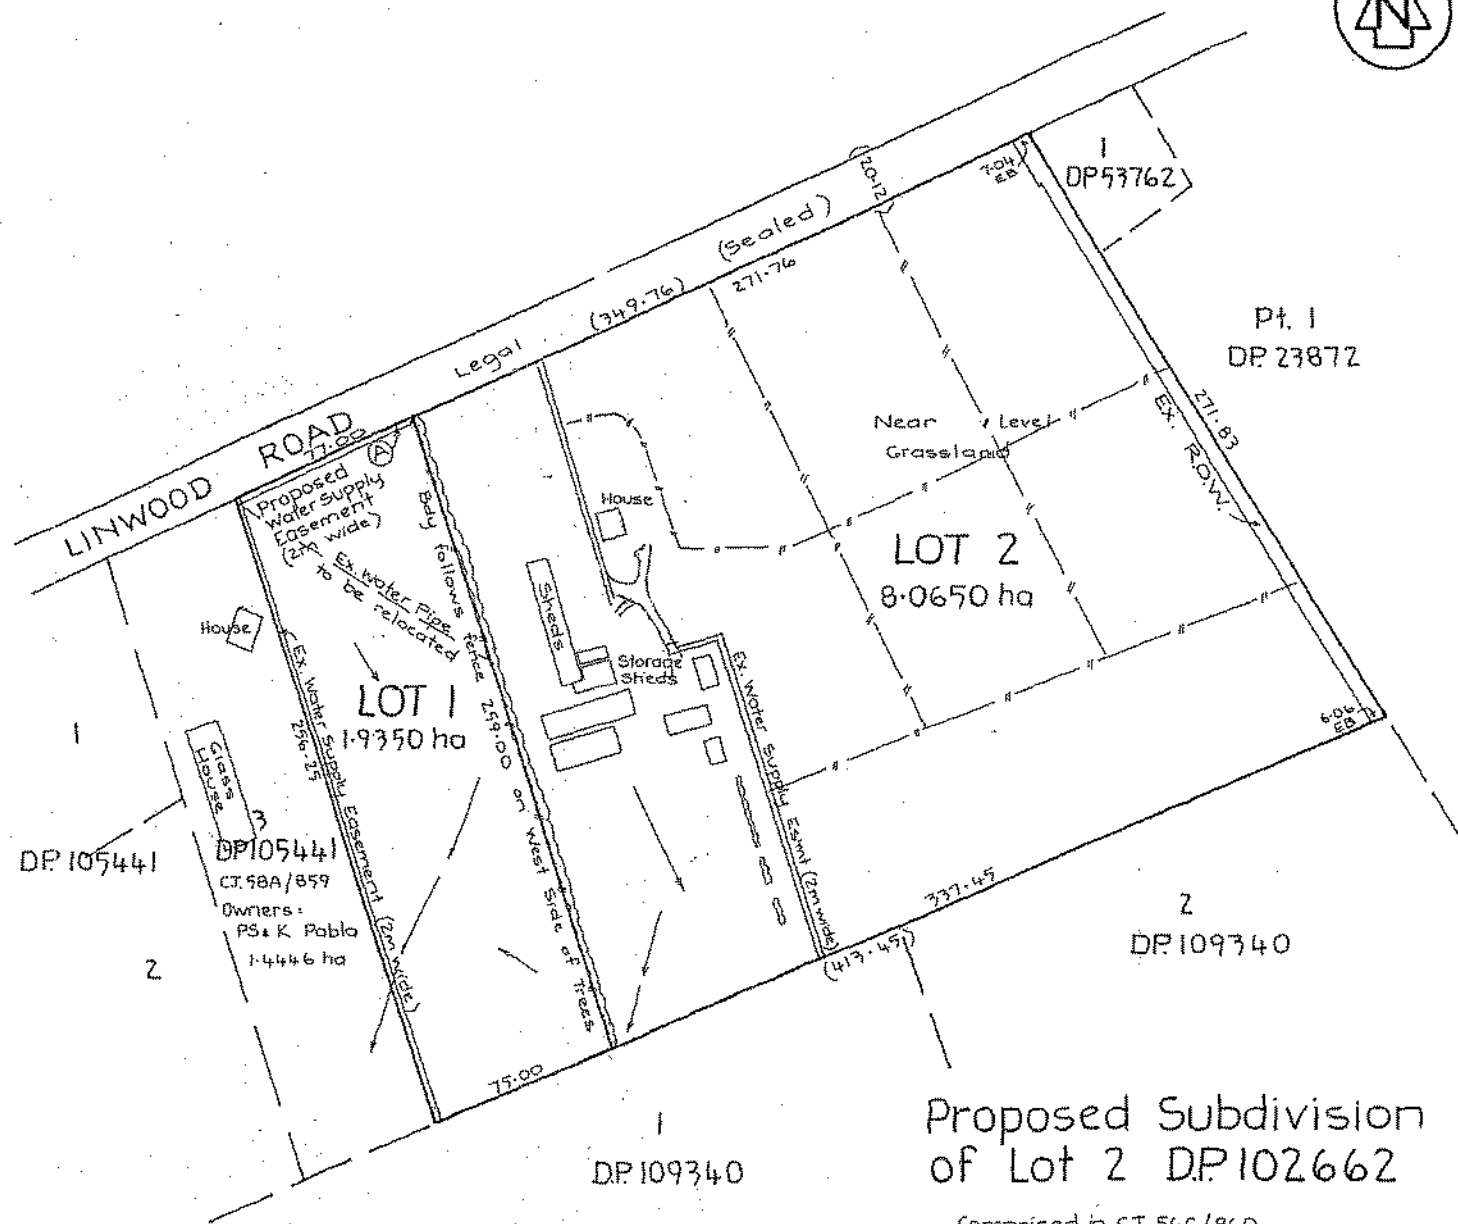 N
LINWOOD ROAD
Legal
(349.76)
(Sealed)
(20.12)
77.00
271.76
7.04
EB
1
DP 53762
Pt. 1
DP. 23872
271.83
Ex. R.O.W.
Near Level
Grassland
LOT 2
8.0650 ha
6.06
EB
A
Proposed
Water Supply
Easement
(2m wide)
Ex. Water Pipe
to be relocated
Bdy follows fence 259.00 on West Side of Trees
House
Sheds
Storage
Sheds
Ex Water Supply Esmt (2m wide)
House
LOT 1
1.9350 ha
Ex. Water Supply Easement (2m wide)
256.25
Glass
House
1
DP. 105441
3
DP105441
CT. 58A/859
Owners:
PS & K Pabla
1.4446 ha
2
75.00
337.45
(413.45)
2
DP. 109340
1
D.P. 109340
Proposed Subdivision
of Lot 2 D.P. 102662